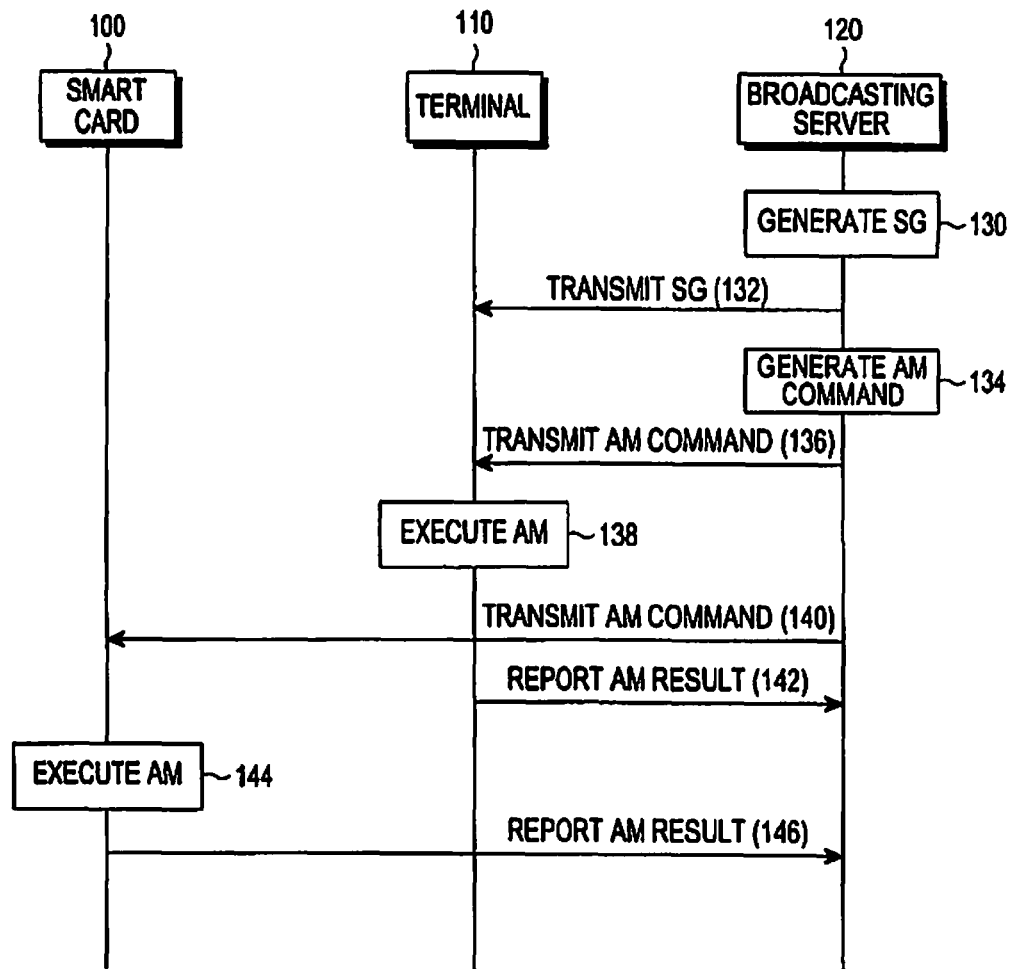 100
110
120
SMART
CARD
TERMINAL
BROADCASTING
SERVER
GENERATE SG
130
TRANSMIT SG (132)
GENERATE AM
COMMAND
134
TRANSMIT AM COMMAND (136)
EXECUTE AM
138
TRANSMIT AM COMMAND (140)
REPORT AM RESULT (142)
EXECUTE AM
144
REPORT AM RESULT (146)